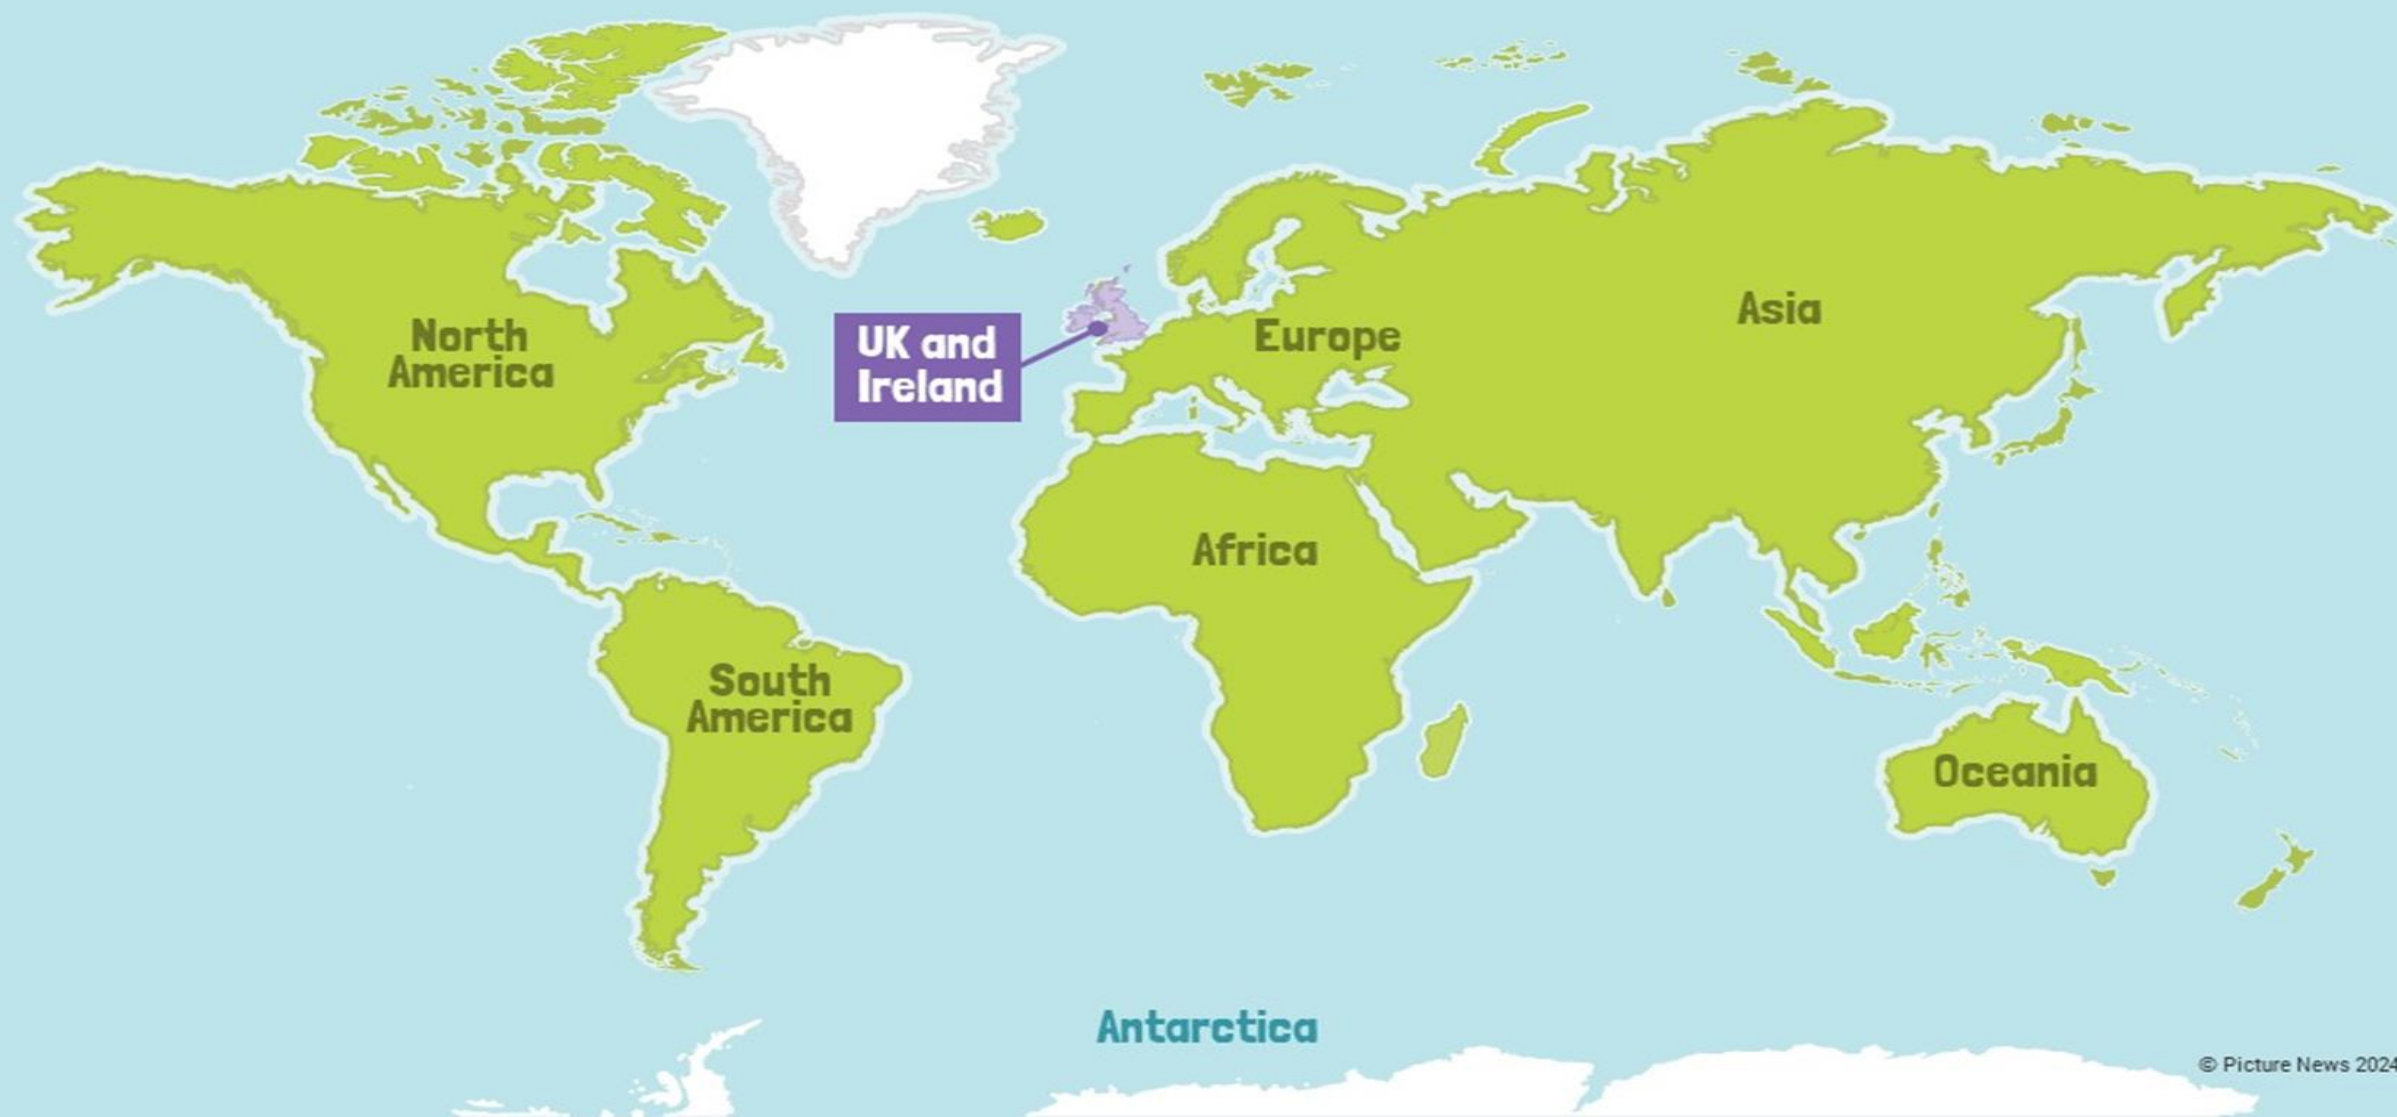 North
America
UK and
Ireland
Europe
Asia
Africa
South
America
Oceania
Antarctica
© Picture News 2024